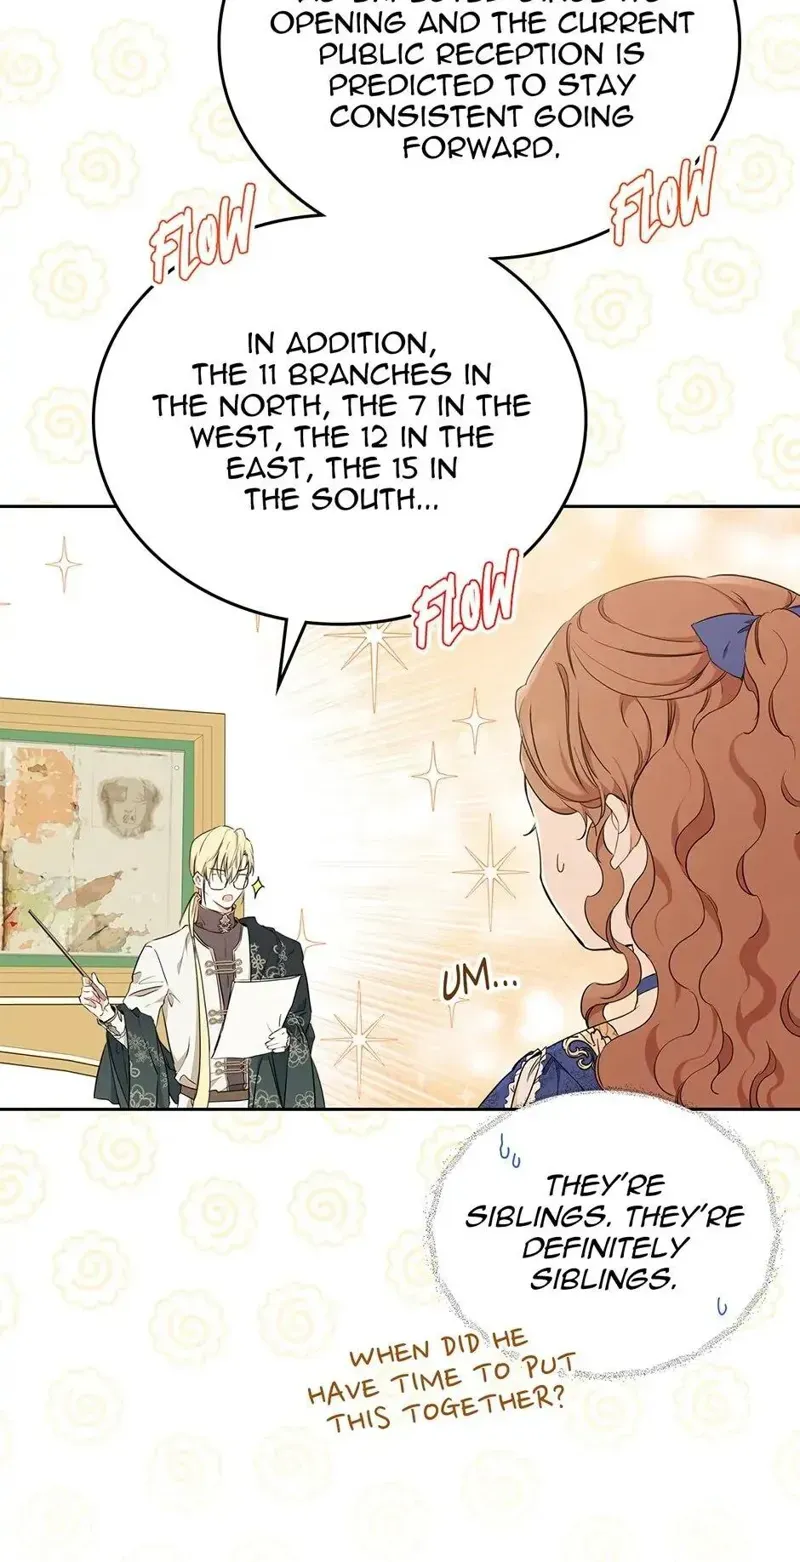 OPENING AND THE CURRENT
PUBLIC RECEPTION IS
PREDICTED TO STAY
CONSISTENT GOING
FORWARD.
FLOW
FLOW
IN ADDITION,
THE 11 BRANCHES IN
THE NORTH, THE 7 IN THE
WEST, THE 12 IN THE
EAST, THE 15 IN
THE SOUTH...
FLOW
UM...
THEY'RE
SIBLINGS. THEY'RE
DEFINITELY
SIBLINGS.
WHEN DID HE
HAVE TIME TO PUT
THIS TOGETHER?